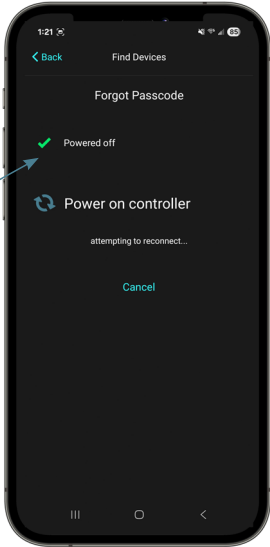 1:21
85
Back
Find Devices
Forgot Passcode
Powered off
Power on controller
attempting to reconnect...
Cancel